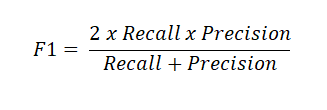 F1 = 2 x Recall x Precision
Recall + Precision